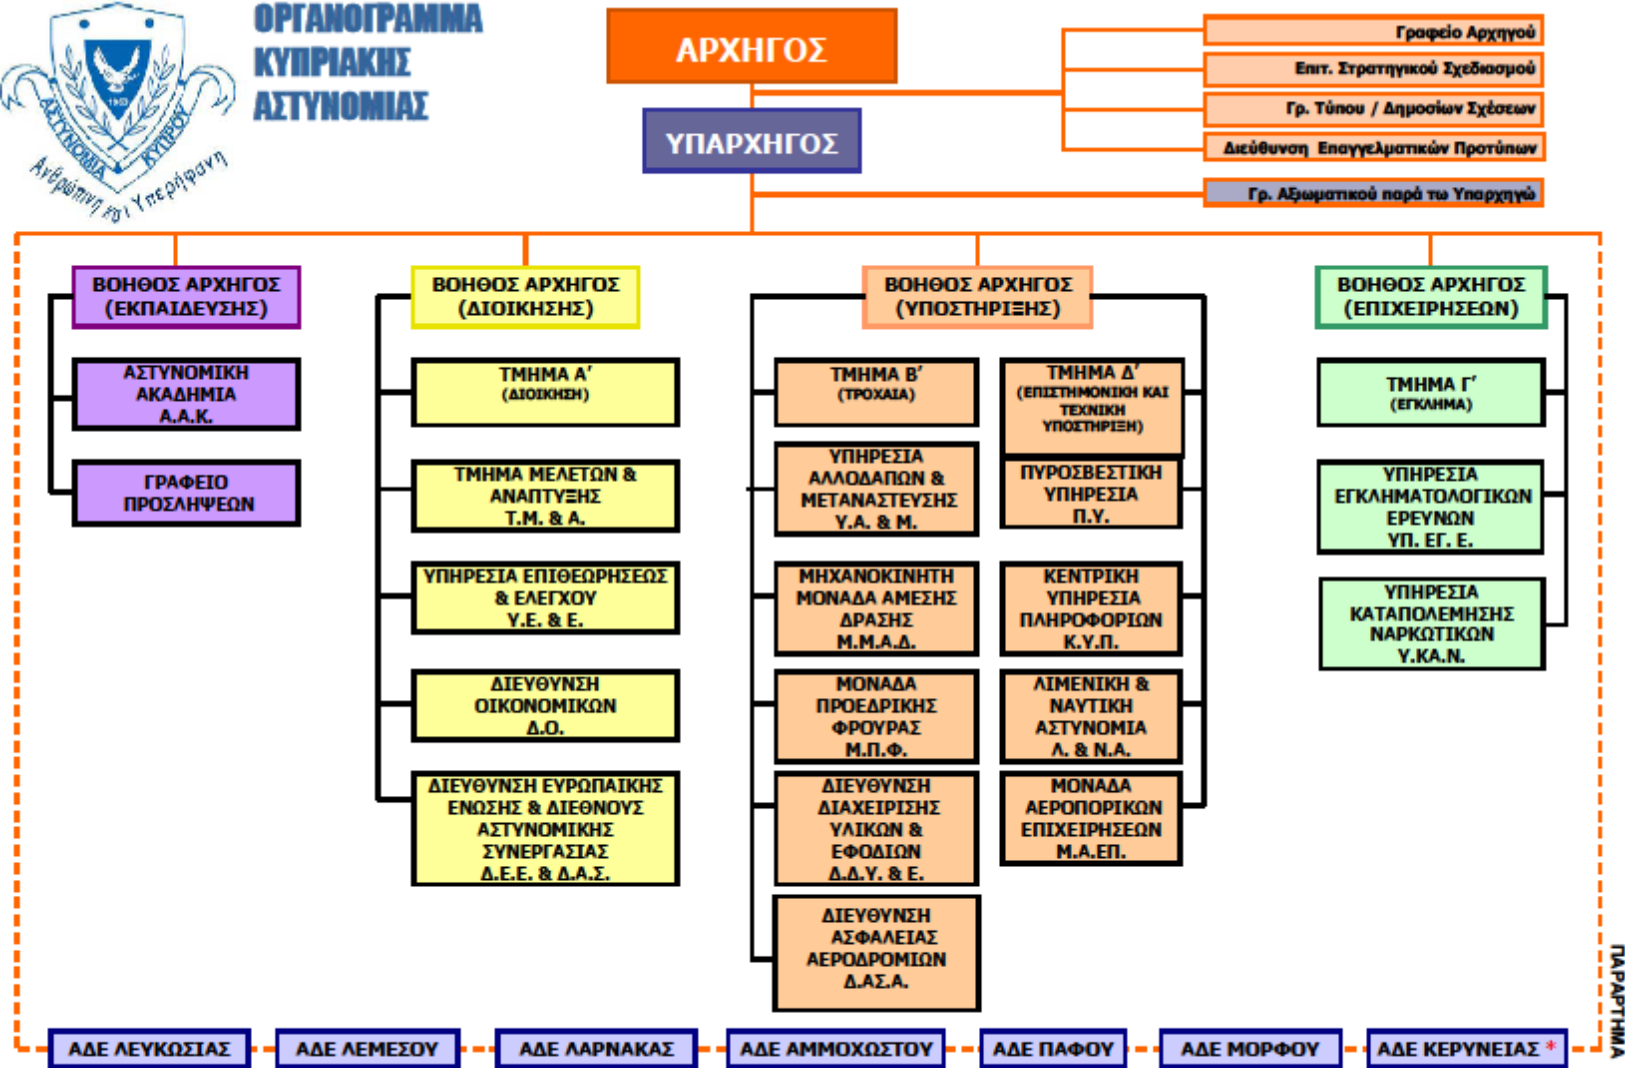 ΟΡΓΑΝΟΓΡΑΜΜΑ
ΚΥΠΡΙΑΚΗΣ
ΑΣΤΥΝΟΜΙΑΣ
1960
ΑΣΤΥΝΟΜΙΑ ΚΥΠΡΟΥ
Ανθρώπινη και Υπερήφανη
ΑΡΧΗΓΟΣ
ΥΠΑΡΧΗΓΟΣ
Γραφείο Αρχηγού
Επιτ. Στρατηγικού Σχεδιασμού
Γρ. Τύπου / Δημοσίων Σχέσεων
Διεύθυνση Επαγγελματικών Προτύπων
Γρ. Αξιωματικού παρά τω Υπαρχηγώ
ΒΟΗΘΟΣ ΑΡΧΗΓΟΣ
(ΕΚΠΑΙΔΕΥΣΗΣ)
ΑΣΤΥΝΟΜΙΚΗ
ΑΚΑΔΗΜΙΑ
Α.Α.Κ.
ΓΡΑΦΕΙΟ
ΠΡΟΣΛΗΨΕΩΝ
ΒΟΗΘΟΣ ΑΡΧΗΓΟΣ
(ΔΙΟΙΚΗΣΗΣ)
ΤΜΗΜΑ Α΄
(ΔΙΟΙΚΗΣΗ)
ΤΜΗΜΑ ΜΕΛΕΤΩΝ &
ΑΝΑΠΤΥΞΗΣ
Τ.Μ. & Α.
ΥΠΗΡΕΣΙΑ ΕΠΙΘΕΩΡΗΣΕΩΣ
& ΕΛΕΓΧΟΥ
Υ.Ε. & Ε.
ΔΙΕΥΘΥΝΣΗ
ΟΙΚΟΝΟΜΙΚΩΝ
Δ.Ο.
ΔΙΕΥΘΥΝΣΗ ΕΥΡΩΠΑΙΚΗΣ
ΕΝΩΣΗΣ & ΔΙΕΘΝΟΥΣ
ΑΣΤΥΝΟΜΙΚΗΣ
ΣΥΝΕΡΓΑΣΙΑΣ
Δ.Ε.Ε. & Δ.Α.Σ.
ΒΟΗΘΟΣ ΑΡΧΗΓΟΣ
(ΥΠΟΣΤΗΡΙΞΗΣ)
ΤΜΗΜΑ Β΄
(ΤΡΟΧΑΙΑ)
ΥΠΗΡΕΣΙΑ
ΑΛΛΟΔΑΠΩΝ &
ΜΕΤΑΝΑΣΤΕΥΣΗΣ
Υ.Α. & Μ.
ΜΗΧΑΝΟΚΙΝΗΤΗ
ΜΟΝΑΔΑ ΑΜΕΣΗΣ
ΔΡΑΣΗΣ
Μ.Μ.Α.Δ.
ΜΟΝΑΔΑ
ΠΡΟΕΔΡΙΚΗΣ
ΦΡΟΥΡΑΣ
Μ.Π.Φ.
ΔΙΕΥΘΥΝΣΗ
ΔΙΑΧΕΙΡΙΣΗΣ
ΥΛΙΚΩΝ &
ΕΦΟΔΙΩΝ
Δ.Δ.Υ. & Ε.
ΔΙΕΥΘΥΝΣΗ
ΑΣΦΑΛΕΙΑΣ
ΑΕΡΟΔΡΟΜΙΩΝ
Δ.ΑΣ.Α.
ΤΜΗΜΑ Δ΄
(ΕΠΙΣΤΗΜΟΝΙΚΗ ΚΑΙ
ΤΕΧΝΙΚΗ
ΥΠΟΣΤΗΡΙΞΗ)
ΠΥΡΟΣΒΕΣΤΙΚΗ
ΥΠΗΡΕΣΙΑ
Π.Υ.
ΚΕΝΤΡΙΚΗ
ΥΠΗΡΕΣΙΑ
ΠΛΗΡΟΦΟΡΙΩΝ
Κ.Υ.Π.
ΛΙΜΕΝΙΚΗ &
ΝΑΥΤΙΚΗ
ΑΣΤΥΝΟΜΙΑ
Λ. & Ν.Α.
ΜΟΝΑΔΑ
ΑΕΡΟΠΟΡΙΚΩΝ
ΕΠΙΧΕΙΡΗΣΕΩΝ
Μ.Α.ΕΠ.
ΒΟΗΘΟΣ ΑΡΧΗΓΟΣ
(ΕΠΙΧΕΙΡΗΣΕΩΝ)
ΤΜΗΜΑ Γ΄
(ΕΓΚΛΗΜΑ)
ΥΠΗΡΕΣΙΑ
ΕΓΚΛΗΜΑΤΟΛΟΓΙΚΩΝ
ΕΡΕΥΝΩΝ
ΥΠ. ΕΓ. Ε.
ΥΠΗΡΕΣΙΑ
ΚΑΤΑΠΟΛΕΜΗΣΗΣ
ΝΑΡΚΩΤΙΚΩΝ
Υ.ΚΑ.Ν.
ΠΑΡΑΡΤΗΜΑ
ΑΔΕ ΛΕΥΚΩΣΙΑΣ
ΑΔΕ ΛΕΜΕΣΟΥ
ΑΔΕ ΛΑΡΝΑΚΑΣ
ΑΔΕ ΑΜΜΟΧΩΣΤΟΥ
ΑΔΕ ΠΑΦΟΥ
ΑΔΕ ΜΟΡΦΟΥ
ΑΔΕ ΚΕΡΥΝΕΙΑΣ *